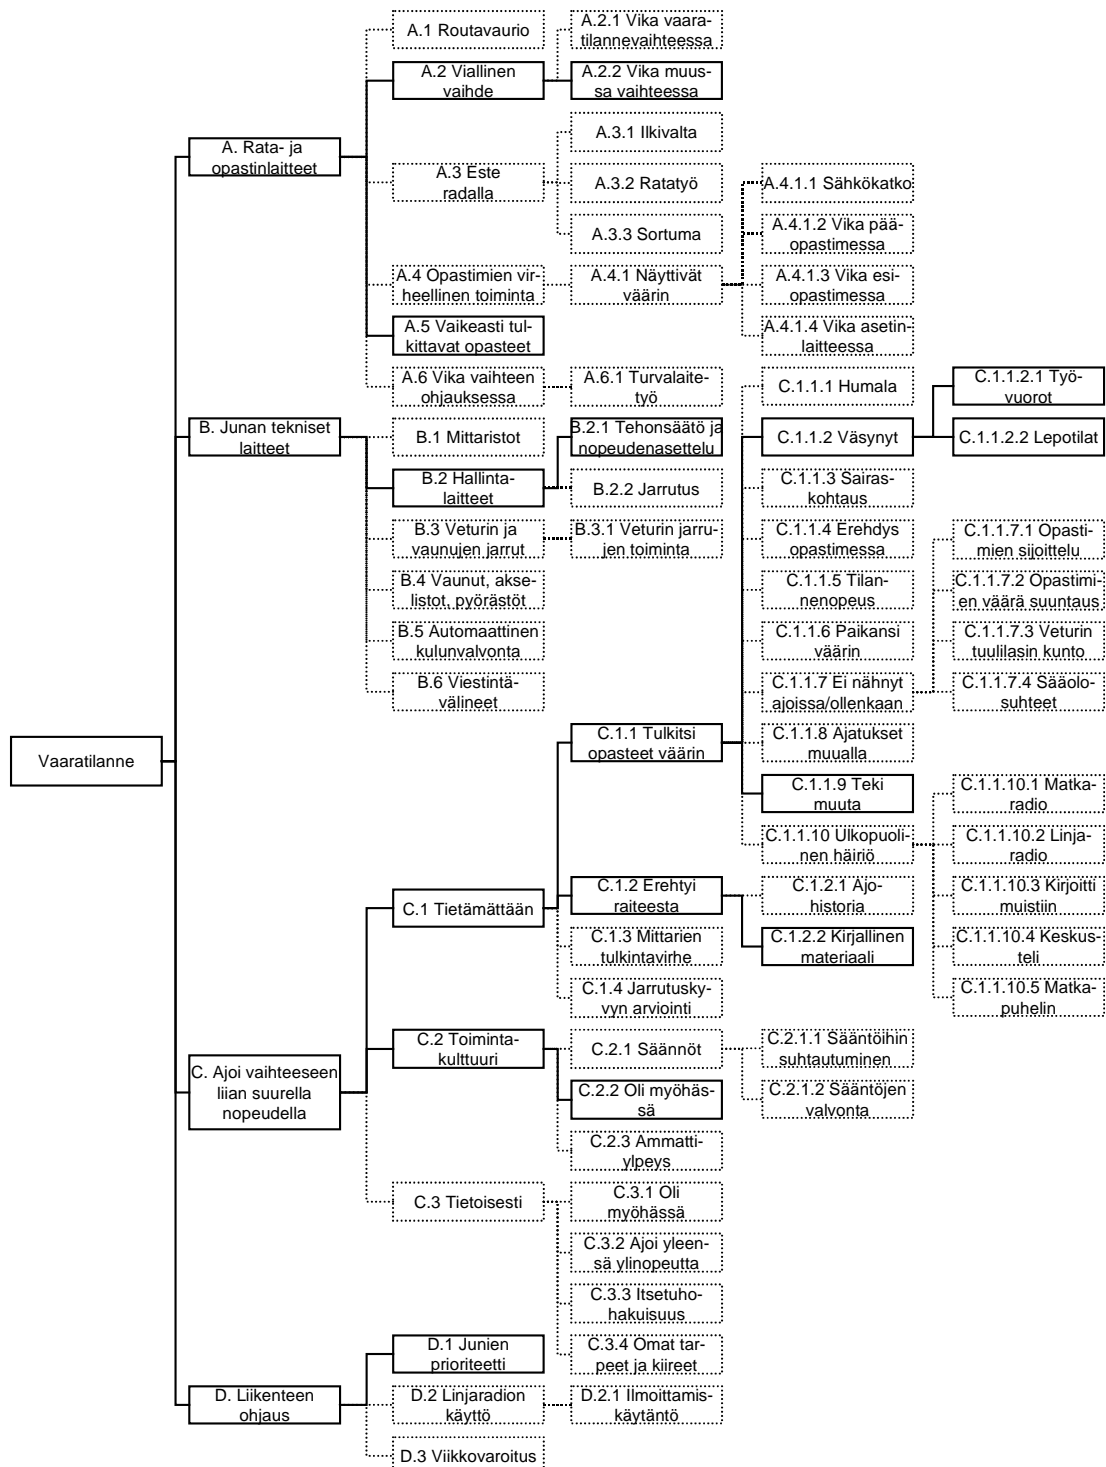 Vaaratilanne
A. Rata- ja
opastinlaitteet
A.1 Routavaurio
A.2 Viallinen
vaihde
A.2.1 Vika vaara-
tilannevaihteessa
A.2.2 Vika muus-
sa vaihteessa
A.3 Este
radalla
A.3.1 Ilkivalta
A.3.2 Ratatyö
A.3.3 Sortuma
A.4 Opastimien vir-
heellinen toiminta
A.4.1 Näyttivät
väärin
A.4.1.1 Sähkökatko
A.4.1.2 Vika pää-
opastimessa
A.4.1.3 Vika esi-
opastimessa
A.4.1.4 Vika asetin-
laitteessa
A.5 Vaikeasti tul-
kittavat opasteet
A.6 Vika vaihteen
ohjauksessa
A.6.1 Turvalaite-
työ
B. Junan tekniset
laitteet
B.1 Mittaristot
B.2 Hallinta-
laitteet
B.2.1 Tehonsäätö ja
nopeudenasettelu
B.2.2 Jarrutus
B.3 Veturin ja
vaunujen jarrut
B.3.1 Veturin jarru-
jen toiminta
B.4 Vaunut, akse-
listot, pyörästöt
B.5 Automaattinen
kulunvalvonta
B.6 Viestintä-
välineet
C. Ajoi vaihteeseen
liian suurella
nopeudella
C.1 Tietämättään
C.1.1 Tulkitsi
opasteet väärin
C.1.1.1 Humala
C.1.1.2 Väsynyt
C.1.1.2.1 Työ-
vuorot
C.1.1.2.2 Lepotilat
C.1.1.3 Sairas-
kohtaus
C.1.1.4 Erehdys
opastimessa
C.1.1.5 Tilan-
nenopeus
C.1.1.6 Paikansi
väärin
C.1.1.7 Ei nähnyt
ajoissa/ollenkaan
C.1.1.7.1 Opasti-
mien sijoittelu
C.1.1.7.2 Opastimi-
en väärä suuntaus
C.1.1.7.3 Veturin
tuulilasin kunto
C.1.1.7.4 Sääolo-
suhteet
C.1.1.8 Ajatukset
muualla
C.1.1.9 Teki
muuta
C.1.1.10 Ulkopuoli-
nen häiriö
C.1.1.10.1 Matka-
radio
C.1.1.10.2 Linja-
radio
C.1.1.10.3 Kirjoitti
muistiin
C.1.1.10.4 Keskus-
teli
C.1.1.10.5 Matka-
puhelin
C.1.2 Erehtyi
raiteesta
C.1.2.1 Ajo-
historia
C.1.2.2 Kirjallinen
materiaali
C.1.3 Mittarien
tulkintavirhe
C.1.4 Jarrutusky-
vyn arviointi
C.2 Toiminta-
kulttuuri
C.2.1 Säännöt
C.2.1.1 Sääntöihin
suhtautuminen
C.2.1.2 Sääntöjen
valvonta
C.2.2 Oli myöhäs-
sä
C.2.3 Ammatti-
ylpeys
C.3 Tietoisesti
C.3.1 Oli
myöhässä
C.3.2 Ajoi yleen-
sä ylinopeutta
C.3.3 Itsetuho-
hakuisuus
C.3.4 Omat tar-
peet ja kiireet
D. Liikenteen
ohjaus
D.1 Junien
prioriteetti
D.2 Linjaradion
käyttö
D.2.1 Ilmoittamis-
käytäntö
D.3 Viikkovaroitus